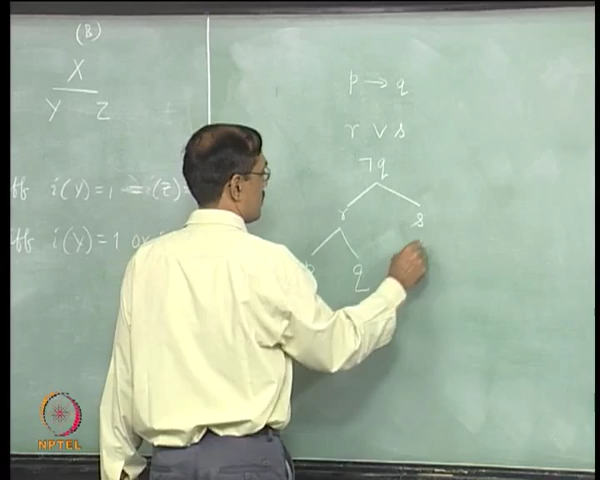 (B)
X
Y Z
iff i(Y)=1 = i(Z)=
iff i(Y)=1 or
p → q
r ∨ s
¬q
r s
q
NPTEL